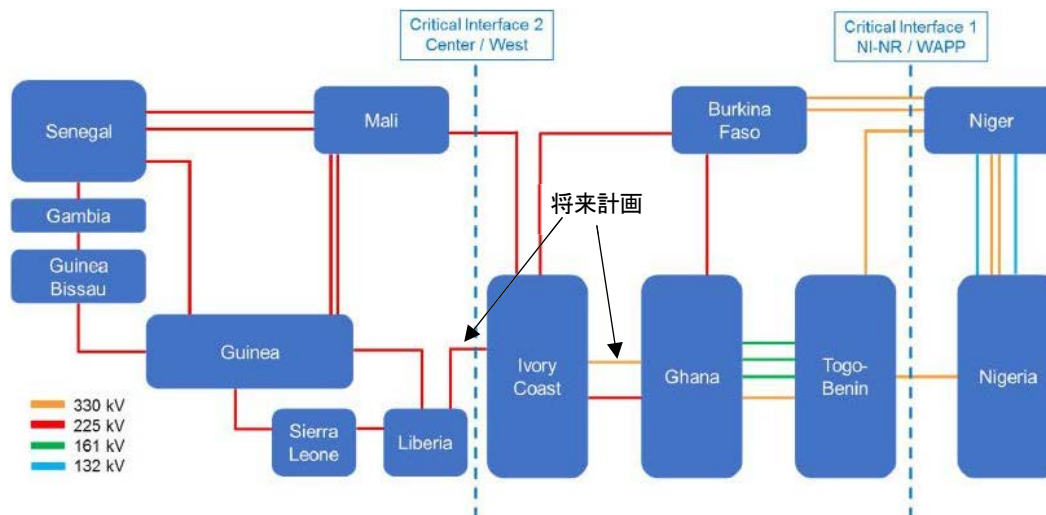 Critical Interface 2
Center / West
Critical Interface 1
NI-NR / WAPP
Senegal
Mali
Burkina
Faso
Niger
将来計画
Gambia
Guinea
Bissau
Guinea
Ivory
Coast
Ghana
Togo-
Benin
Nigeria
Sierra
Leone
Liberia
330 kV
225 kV
161 kV
132 kV